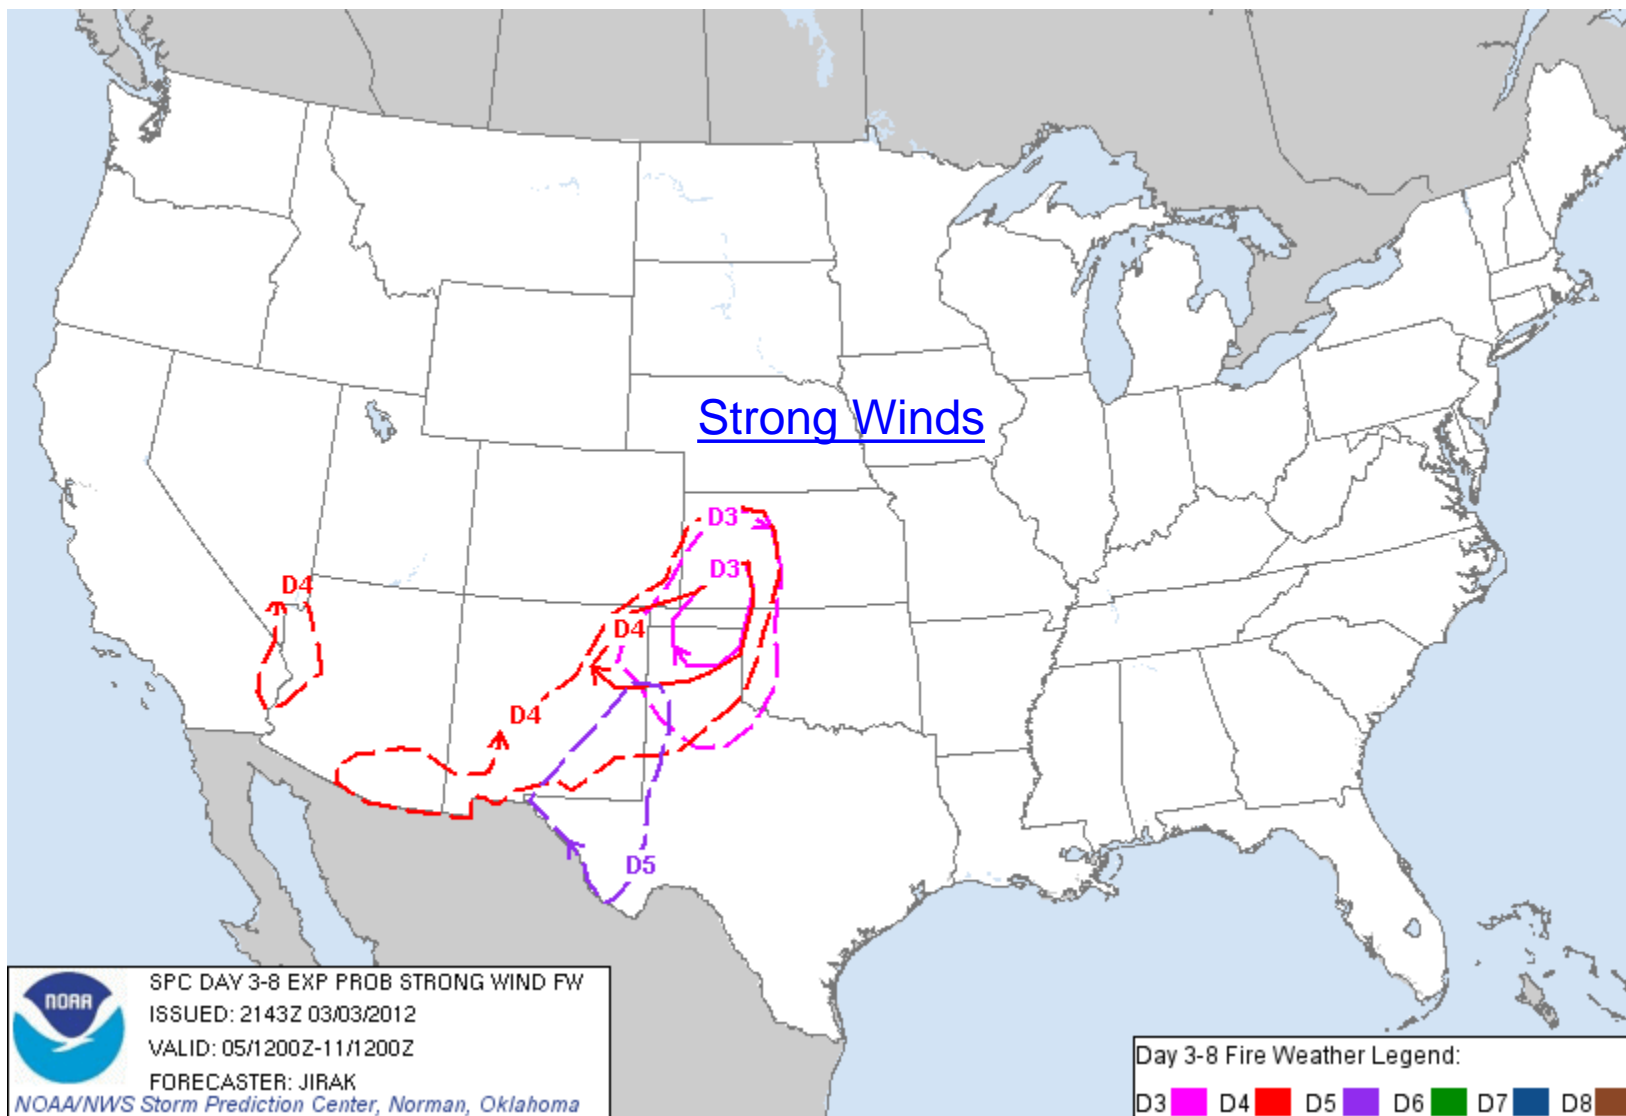 Strong Winds
D3
D3
D4
D4
D4
D5
NOAA
SPC DAY 3-8 EXP PROB STRONG WIND FW
ISSUED: 2143Z 03/03/2012
VALID: 05/1200Z-11/1200Z
FORECASTER: JIRAK
NOAA/NWS Storm Prediction Center, Norman, Oklahoma
Day 3-8 Fire Weather Legend:
D3 D4 D5 D6 D7 D8